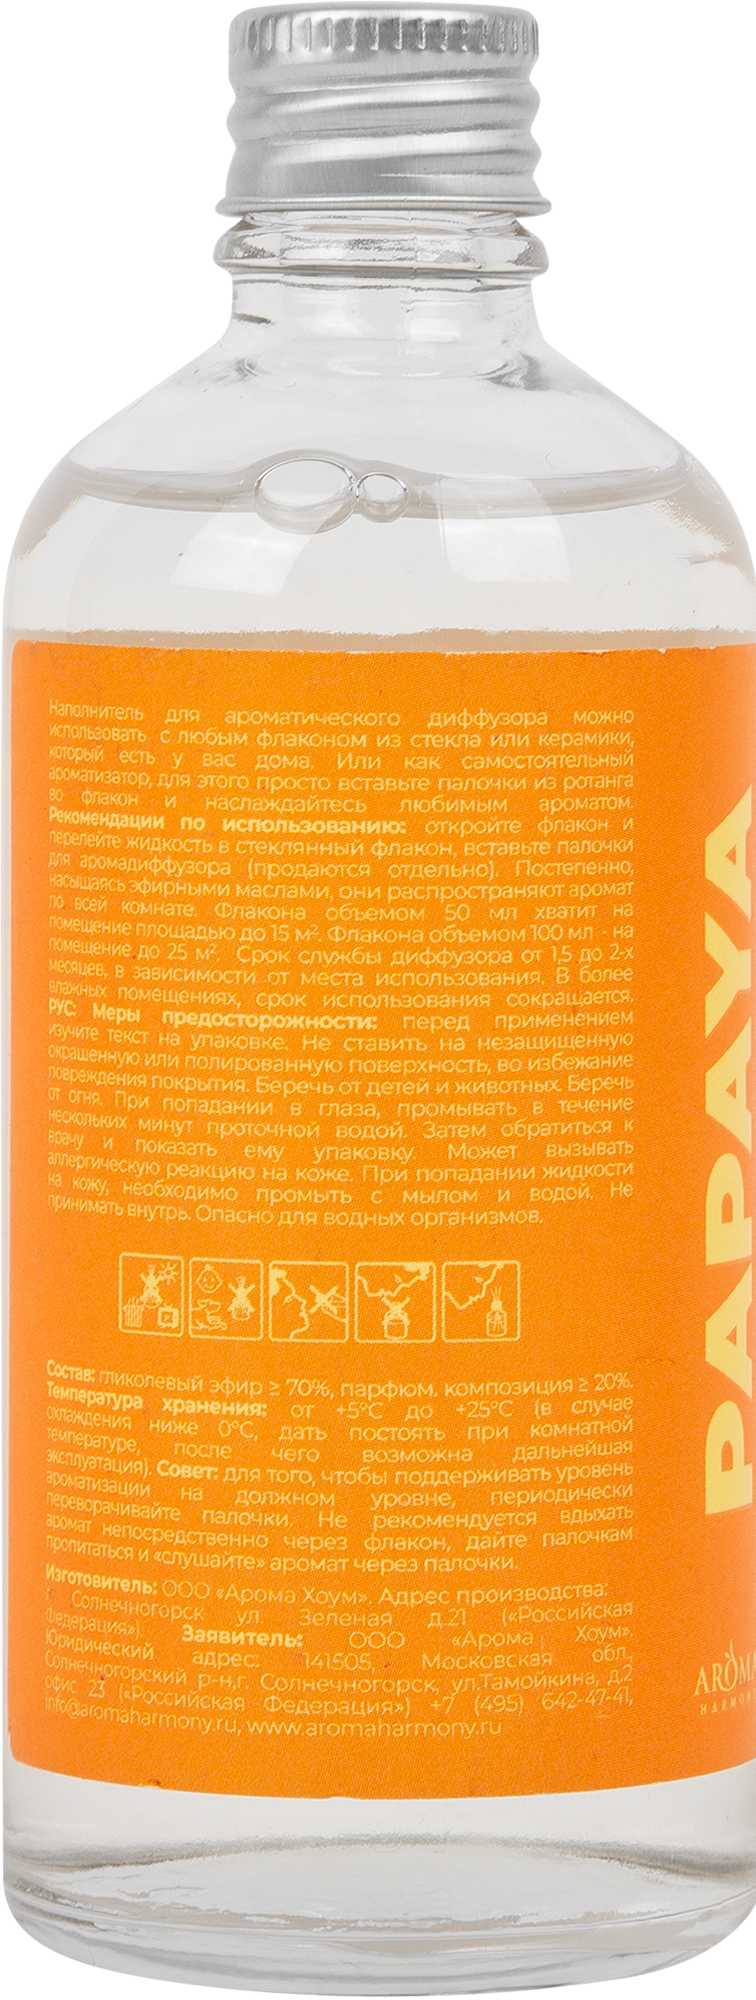 Наполнитель для ароматического диффузора можно
использовать с любым флаконом из стекла или керамики,
который есть у вас дома. Или как самостоятельный
ароматизатор, для этого просто вставьте палочки из ротанга
во флакон и наслаждайтесь любимым ароматом.
Рекомендации по использованию: откройте флакон и
перелейте жидкость в стеклянный флакон, вставьте палочки
для аромадиффузора (продаются отдельно). Постепенно,
насыщаясь эфирными маслами, они распространяют аромат
по всей комнате. Флакона объемом 50 мл хватит на
помещение площадью до 15 м². Флакона объемом 100 мл - на
помещение до 25 м². Срок службы диффузора от 1,5 до 2-х
месяцев, в зависимости от места использования. В более
влажных помещениях, срок использования сокращается.
РУС: Меры предосторожности: перед применением
изучите текст на упаковке. Не ставить на незащищенную
окрашенную или полированную поверхность, во избежание
повреждения покрытия. Беречь от детей и животных. Беречь
от огня. При попадании в глаза, промывать в течение
нескольких минут проточной водой. Затем обратиться к
врачу и показать ему упаковку. Может вызывать
аллергическую реакцию на коже. При попадании жидкости
на кожу, необходимо промыть с мылом и водой. Не
принимать внутрь. Опасно для водных организмов.
Состав: гликолевый эфир ≥ 70%, парфюм. композиция ≥ 20%.
Температура хранения: от +5°C до +25°C (в случае
охлаждения ниже 0°C, дать постоять при комнатной
температуре, после чего возможна дальнейшая
эксплуатация). Совет: для того, чтобы поддерживать уровень
ароматизации на должном уровне, периодически
переворачивайте палочки. Не рекомендуется вдыхать
аромат непосредственно через флакон, дайте палочкам
пропитаться и «слушайте» аромат через палочки.
Изготовитель: ООО «Арома Хоум». Адрес производства:
г. Солнечногорск ул. Зеленая д.21 («Российская
Федерация»). Заявитель: ООО «Арома Хоум».
Юридический адрес: 141505, Московская обл.,
Солнечногорский р-н,г. Солнечногорск, ул.Тамойкина, д.2
офис 23 («Российская Федерация») +7 (495) 642-47-41,
info@aromaharmony.ru, www.aromaharmony.ru
PAPAYA
AROMA
HARMO